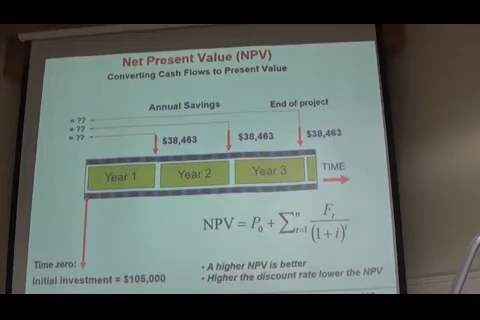 Net Present Value (NPV)
Converting Cash Flows to Present Value
Annual Savings
End of project
= ??
= ??
= ??
$38,463
$38,463
$38,463
Year 1
Year 2
Year 3
TIME
NPV = P₀ + ∑ₜ₌₁ⁿ Fₜ / (1 + i)ᵗ
Time zero:
Initial Investment = $105,000
• A higher NPV is better
• Higher the discount rate lower the NPV